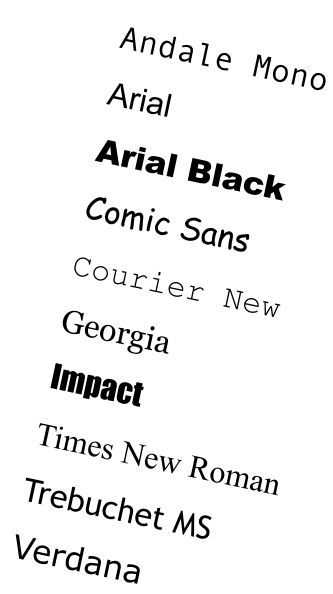 Andale Mono
Arial
Arial Black
Comic Sans
Courier New
Georgia
Impact
Times New Roman
Trebuchet MS
Verdana